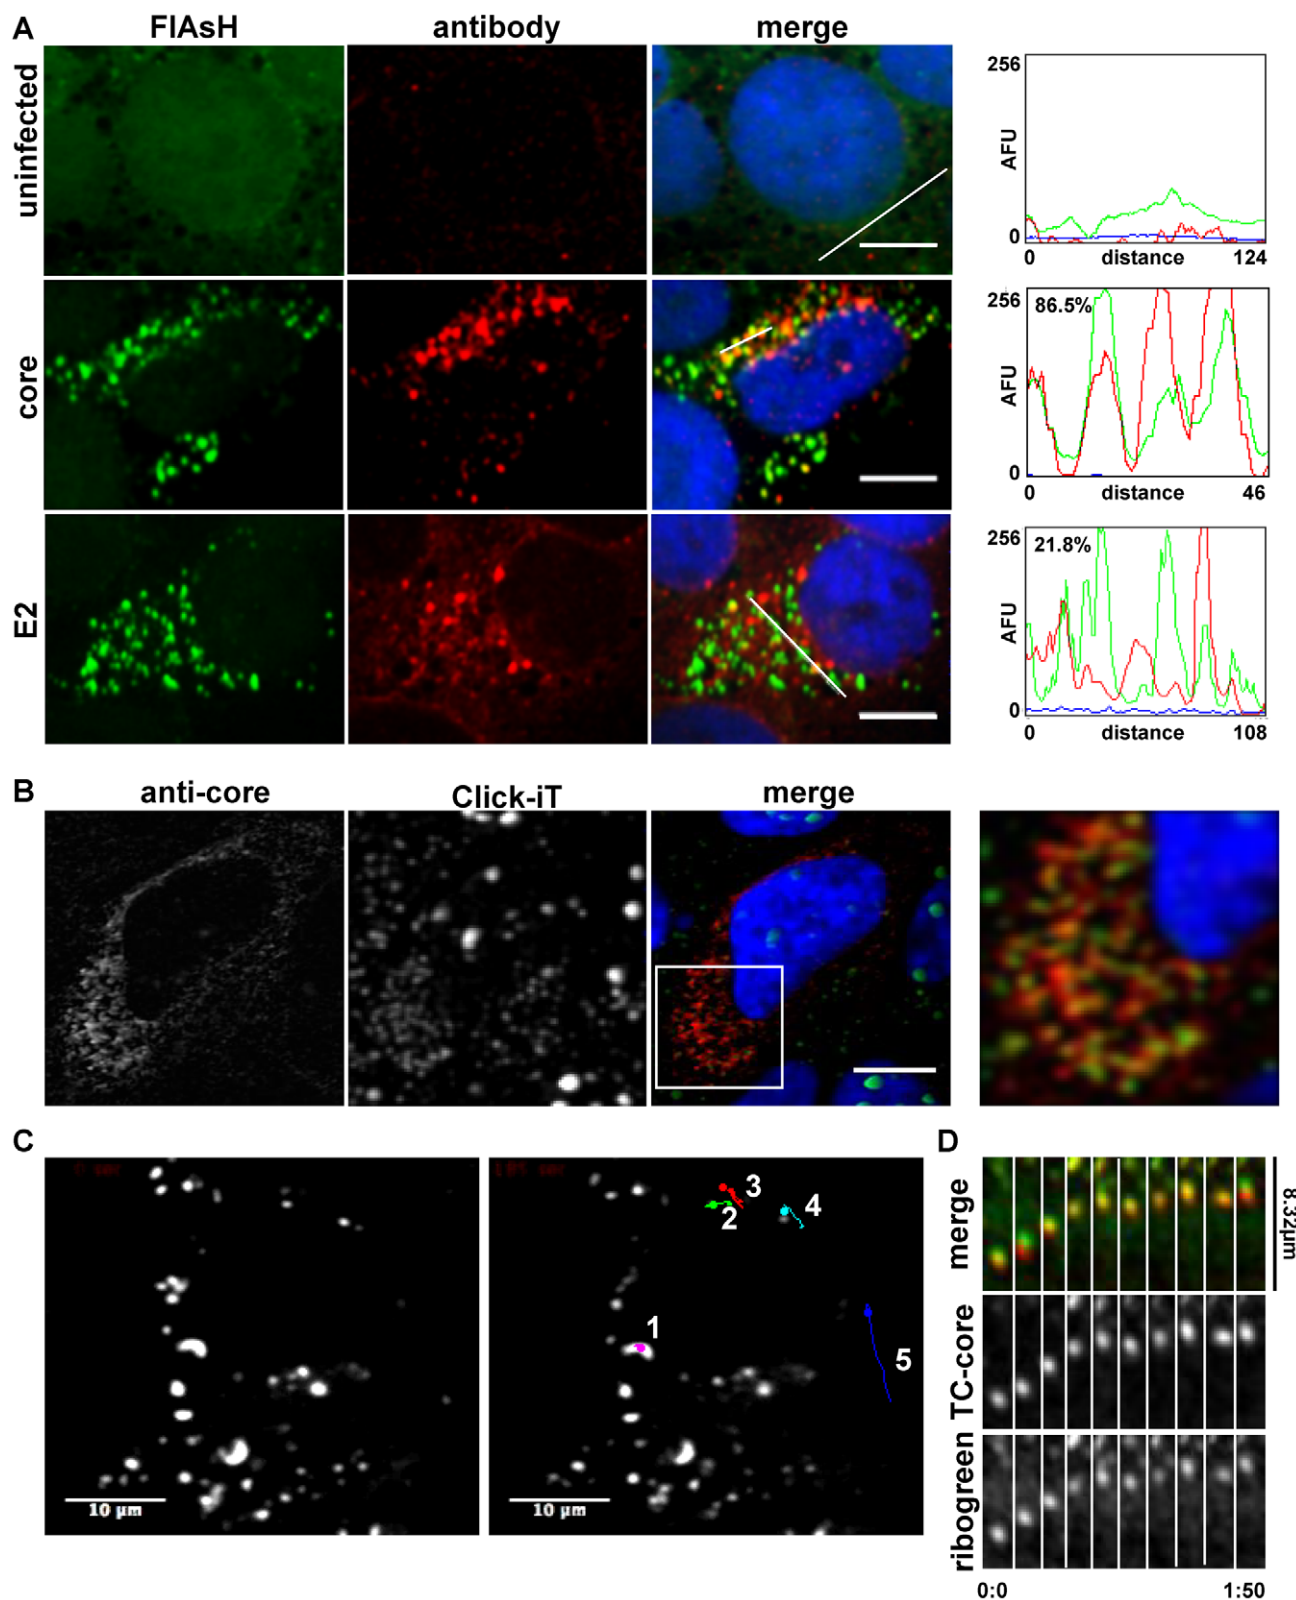 A
FlAsH
antibody
merge
uninfected
256
AFU
0
0 distance 124
core
256
86.5%
AFU
0
0 distance 46
E2
256
21.8%
AFU
0
0 distance 108
B
anti-core
Click-iT
merge
C
10 µm
1
2
3
4
5
10 µm
D
merge
8.32µm
TC-core
ribogreen
0:0 1:50